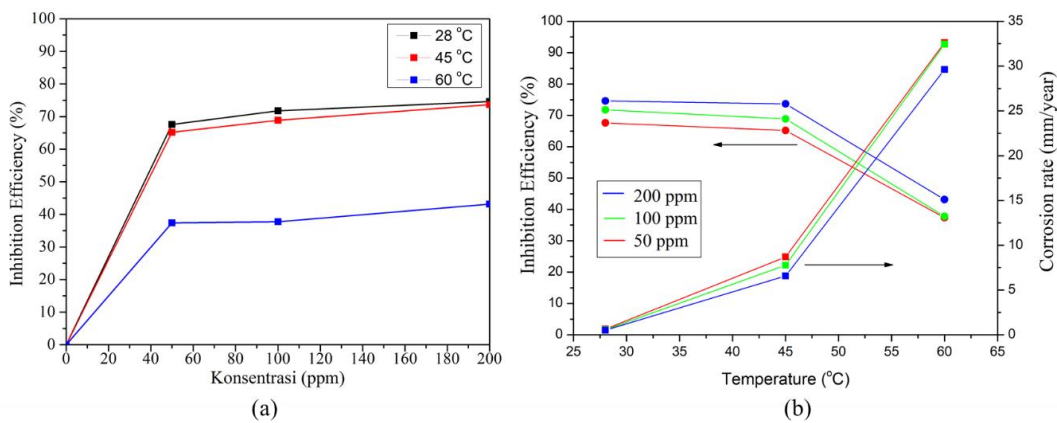 100
90
80
70
60
50
40
30
20
10
0
Inhibition Efficiency (%)
28 °C
45 °C
60 °C
0 20 40 60 80 100 120 140 160 180 200
Konsentrasi (ppm)
(a)
100
90
80
70
60
50
40
30
20
10
0
Inhibition Efficiency (%)
200 ppm
100 ppm
50 ppm
35
30
25
20
15
10
5
0
Corrosion rate (mm/year)
25 30 35 40 45 50 55 60 65
Temperature (°C)
(b)